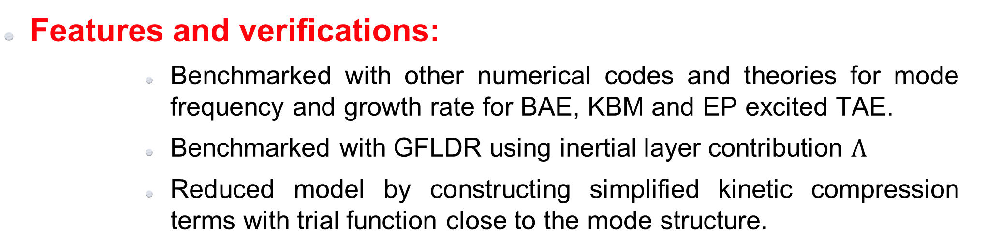 Features and verifications:
Benchmarked with other numerical codes and theories for mode
frequency and growth rate for BAE, KBM and EP excited TAE.
Benchmarked with GFLDR using inertial layer contribution Λ
Reduced model by constructing simplified kinetic compression
terms with trial function close to the mode structure.